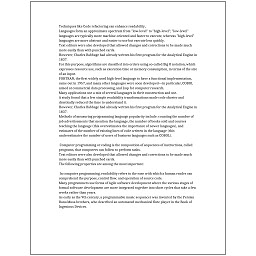 Techniques like Code refactoring can enhance readability.
Languages form an approximate spectrum from "low-level" to "high-level"; "low-level"
languages are typically more machine-oriented and faster to execute, whereas "high-level"
languages are more abstract and easier to use but execute less quickly.
Text editors were also developed that allowed changes and corrections to be made much
more easily than with punched cards.
However, Charles Babbage had already written his first program for the Analytical Engine in
1837.
For this purpose, algorithms are classified into orders using so-called Big O notation, which
expresses resource use, such as execution time or memory consumption, in terms of the size
of an input.
FORTRAN, the first widely used high-level language to have a functional implementation,
came out in 1957, and many other languages were soon developed—in particular, COBOL
aimed at commercial data processing, and Lisp for computer research.
Many applications use a mix of several languages in their construction and use.
A study found that a few simple readability transformations made code shorter and
drastically reduced the time to understand it.
However, Charles Babbage had already written his first program for the Analytical Engine in
1837.
Methods of measuring programming language popularity include: counting the number of
job advertisements that mention the language, the number of books sold and courses
teaching the language (this overestimates the importance of newer languages), and
estimates of the number of existing lines of code written in the language (this
underestimates the number of users of business languages such as COBOL).
Computer programming or coding is the composition of sequences of instructions, called
programs, that computers can follow to perform tasks.
Text editors were also developed that allowed changes and corrections to be made much
more easily than with punched cards.
The following properties are among the most important:
In computer programming, readability refers to the ease with which a human reader can
comprehend the purpose, control flow, and operation of source code.
Many programmers use forms of Agile software development where the various stages of
formal software development are more integrated together into short cycles that take a few
weeks rather than years.
As early as the 9th century, a programmable music sequencer was invented by the Persian
Banu Musa brothers, who described an automated mechanical flute player in the Book of
Ingenious Devices.